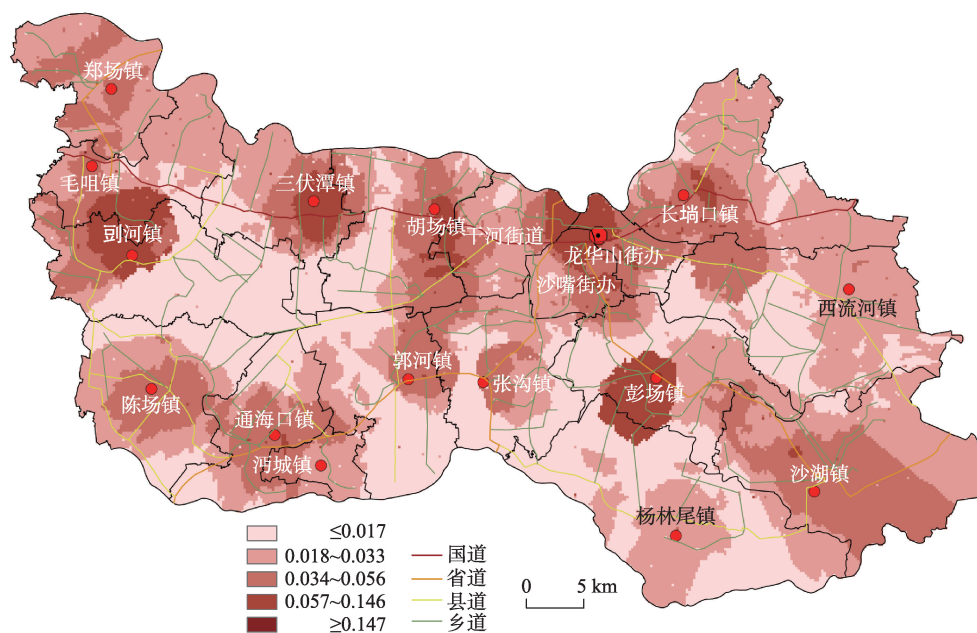 郑场镇
毛咀镇
三伏潭镇
长埫口镇
胡场镇
剅河镇
干河街道
龙华山街办
沙嘴街办
西流河镇
郭河镇
张沟镇
彭场镇
陈场镇
通海口镇
沔城镇
沙湖镇
杨林尾镇
≤0.017
0.018~0.033
0.034~0.056
0.057~0.146
≥0.147
国道
省道
县道
乡道
0 5 km